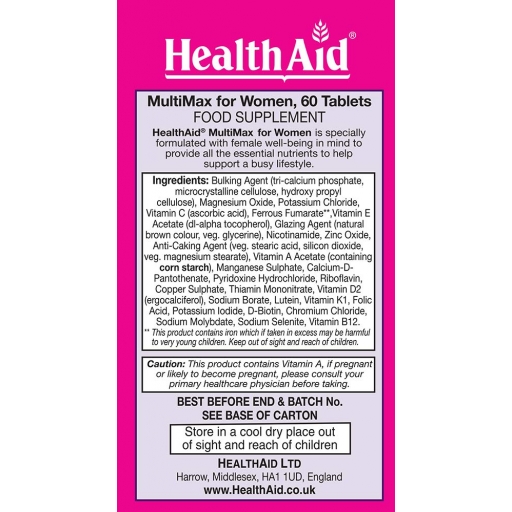 HealthAid®
MultiMax for Women, 60 Tablets
FOOD SUPPLEMENT
HealthAid® MultiMax for Women is specially
formulated with female well-being in mind to
provide all the essential nutrients to help
support a busy lifestyle.
Ingredients: Bulking Agent (tri-calcium phosphate,
microcrystalline cellulose, hydroxy propyl
cellulose), Magnesium Oxide, Potassium Chloride,
Vitamin C (ascorbic acid), Ferrous Fumarate**,Vitamin E
Acetate (dl-alpha tocopherol), Glazing Agent (natural
brown colour, veg. glycerin), Nicotinamide, Zinc Oxide,
Anti-Caking Agent (veg. stearic acid, silicon dioxide,
veg. magnesium stearate), Vitamin A Acetate (containing
corn starch), Manganese Sulphate, Calcium-D-
Pantothenate, Pyridoxine Hydrochloride, Riboflavin,
Copper Sulphate, Thiamin Mononitrate, Vitamin D2
(ergocalciferol), Sodium Borate, Lutein, Vitamin K1, Folic
Acid, Potassium Iodide, D-Biotin, Chromium Chloride,
Sodium Molybdate, Sodium Selenite, Vitamin B12.
** This product contains iron which if taken in excess may be harmful
to very young children. Keep out of sight and reach of children.
Caution: This product contains Vitamin A, if pregnant
or likely to become pregnant, please consult your
primary healthcare physician before taking.
BEST BEFORE END & BATCH No.
SEE BASE OF CARTON
Store in a cool dry place out
of sight and reach of children
HEALTHAID LTD
Harrow, Middlesex, HA1 1UD, England
www.HealthAid.co.uk